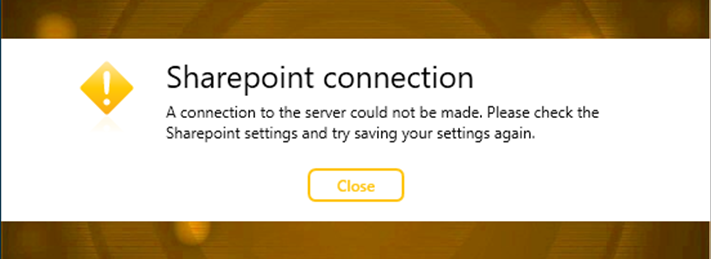 Sharepoint connection
A connection to the server could not be made. Please check the
Sharepoint settings and try saving your settings again.
Close